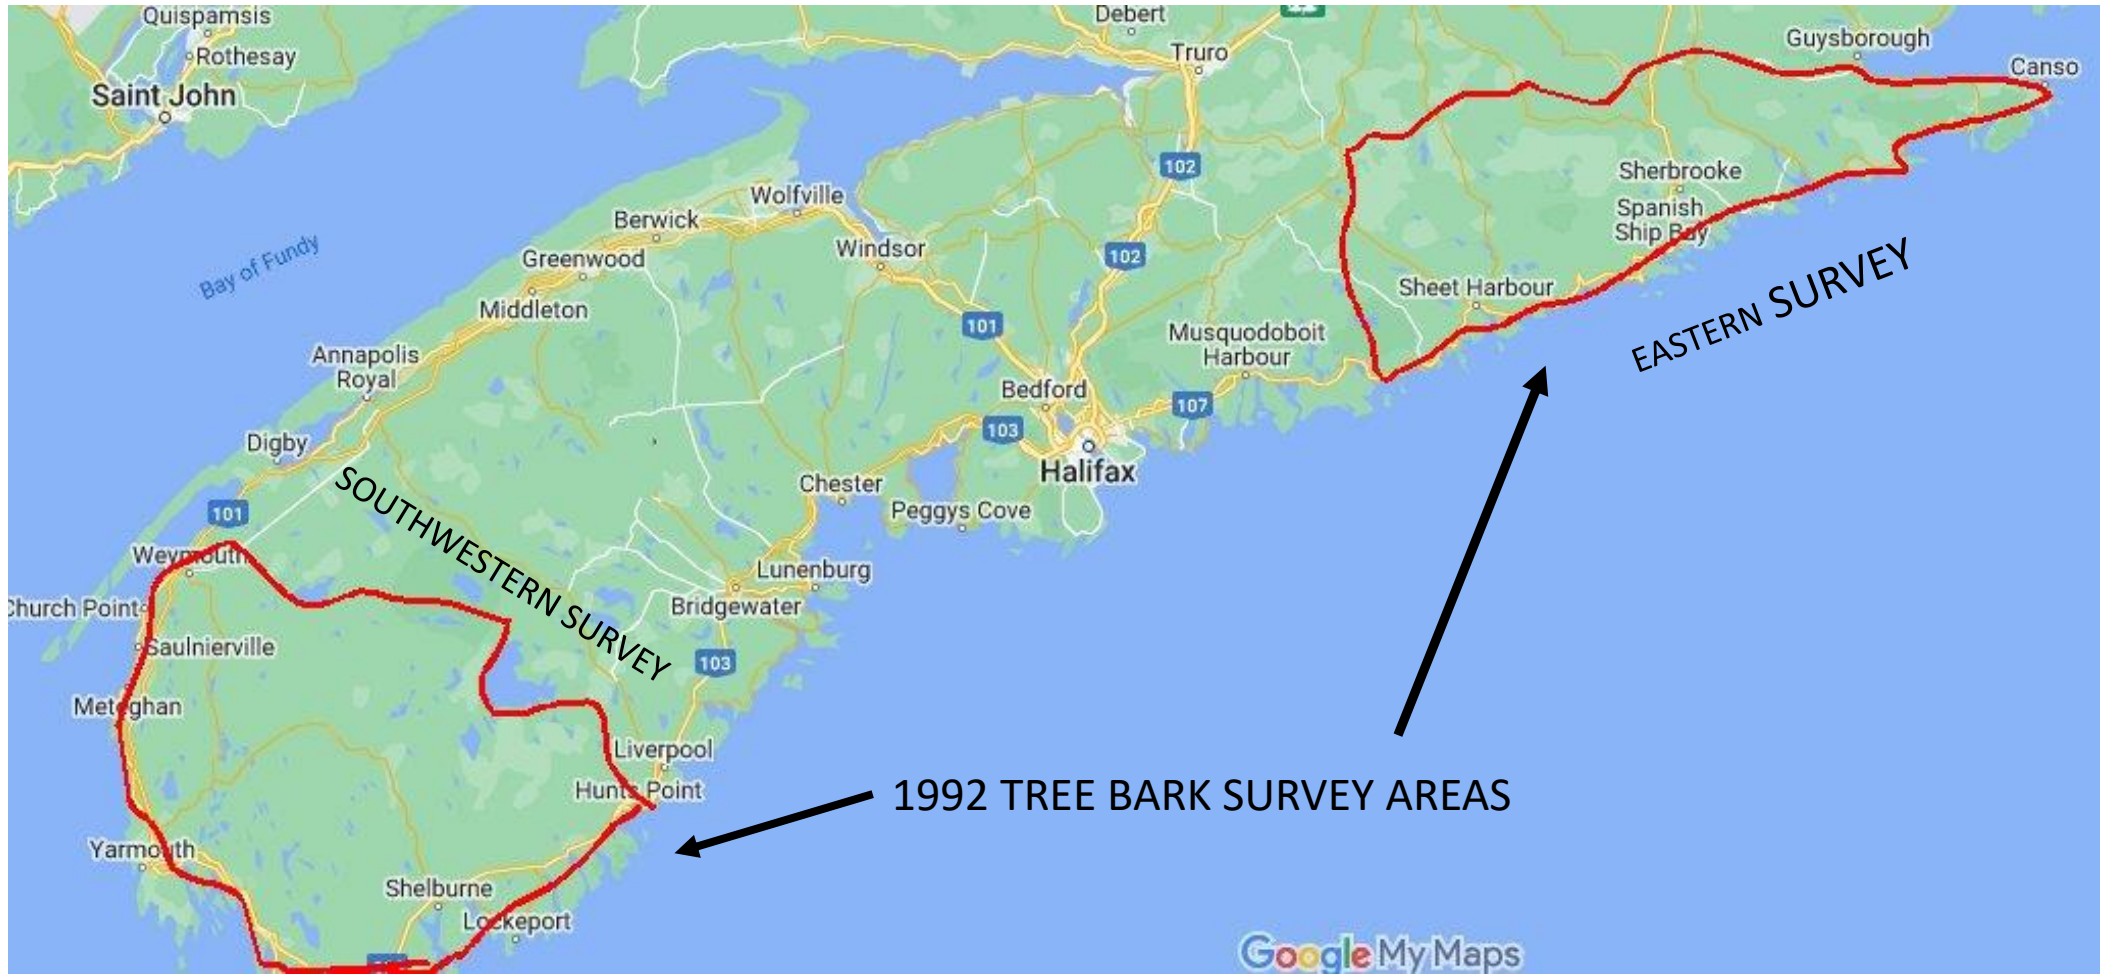 Quispamsis
Rothesay
Saint John
Debert
Truro
Guysborough
Canso
102
Sherbrooke
Spanish
Ship Bay
Wolfville
Berwick
Windsor
Greenwood
Middleton
102
Bay of Fundy
Sheet Harbour
EASTERN SURVEY
101
Musquodoboit
Harbour
Annapolis
Royal
Bedford
107
103
Halifax
Digby
Chester
Peggys Cove
101
SOUTHWESTERN SURVEY
Weymouth
Lunenburg
Bridgewater
Church Point
Saulnierville
103
Meteghan
Liverpool
Hunts Point
1992 TREE BARK SURVEY AREAS
Yarmouth
Shelburne
Lockeport
Google My Maps